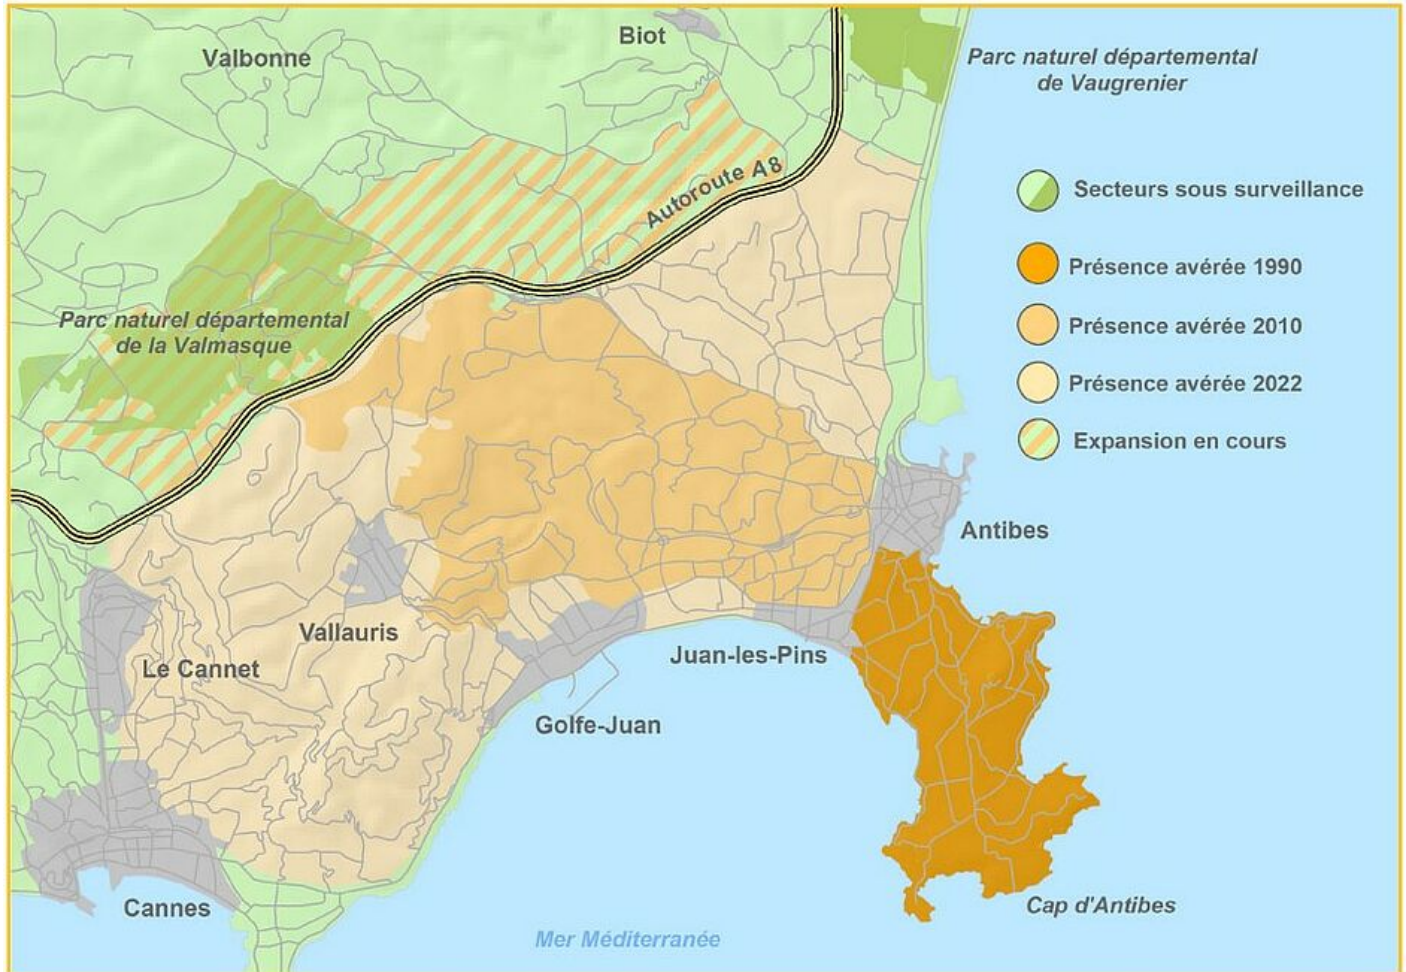 Biot
Valbonne
Parc naturel départemental
de Vaugrenier
Autoroute A8
Secteurs sous surveillance
Présence avérée 1990
Parc naturel départemental
de la Valmasque
Présence avérée 2010
Présence avérée 2022
Expansion en cours
Antibes
Vallauris
Juan-les-Pins
Le Cannet
Golfe-Juan
Cap d'Antibes
Cannes
Mer Méditerranée